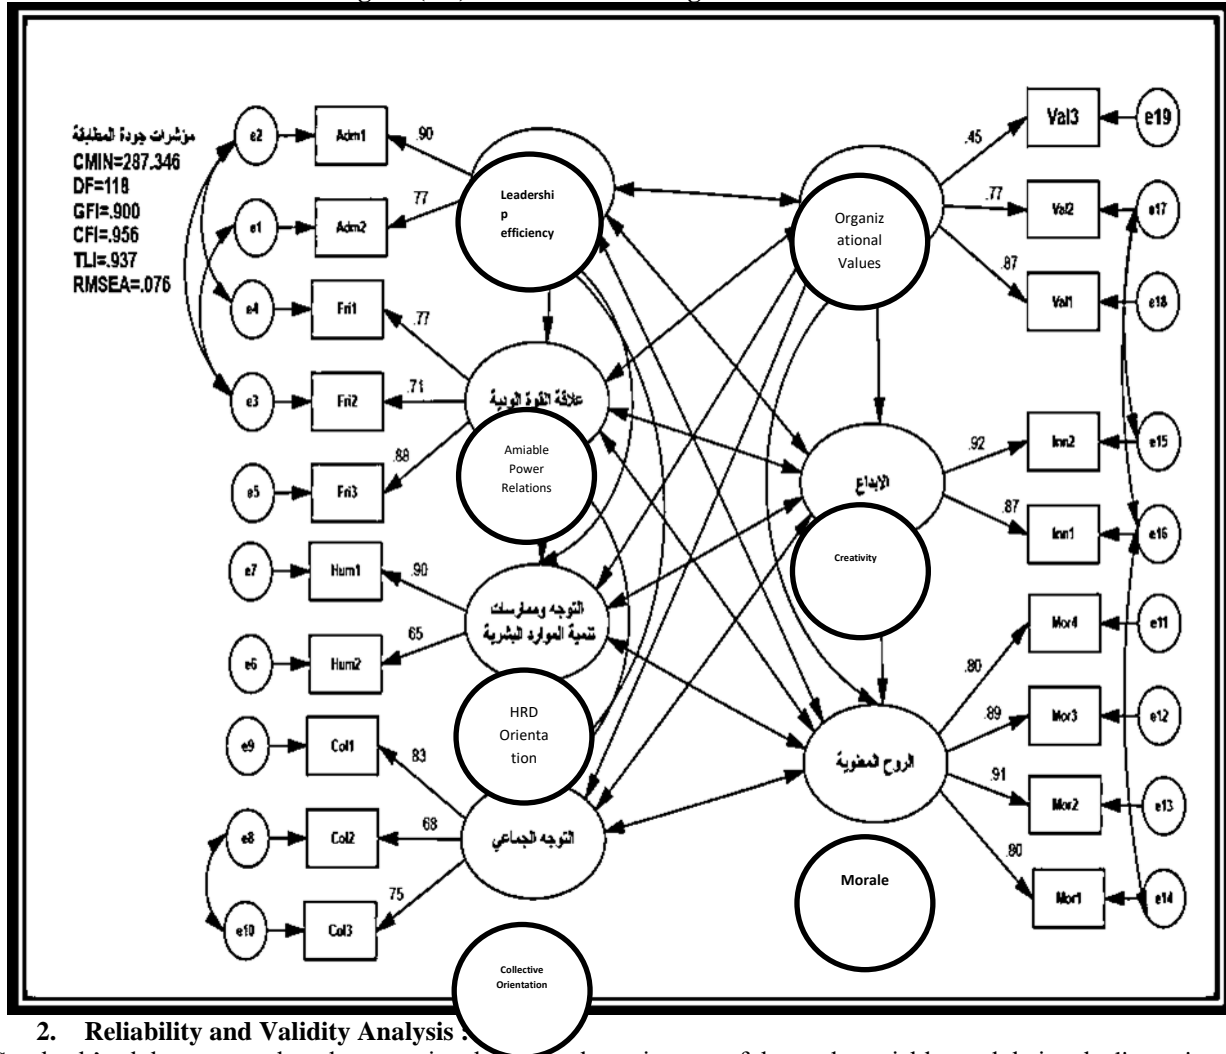 مؤشرات جودة المطابقة
CMIN=287.346
DF=118
GFI=.900
CFI=.956
TLI=.937
RMSEA=.076
e2
Adm1
.90
e1
Adm2
.77
e4
Fri1
.77
e3
Fri2
.71
e5
Fri3
.88
e7
Hum1
.90
e6
Hum2
.65
e9
Col1
.83
e8
Col2
.68
e10
Col3
.75
Leadershi
p
efficiency
علاقة القوة الودية
Amiable
Power
Relations
التوجه وممارسات
تنمية الموارد البشرية
HRD
Orienta
tion
التوجه الجماعي
Collective
Orientation
Organiz
ational
Values
الإبداع
Creativity
الروح المعنوية
Morale
.45
Val3
e19
.77
Val2
e17
.87
Val1
e18
.92
Inn2
e15
.87
Inn1
e16
.80
Mor4
e11
.89
Mor3
e12
.91
Mor2
e13
.80
Mor1
e14
2. Reliability and Validity Analysis :